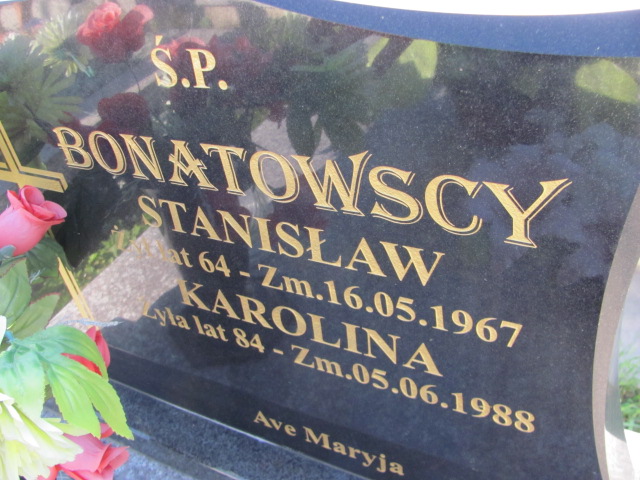 Ś.P.
BONATOWSCY
STANISŁAW
lat 64 - Zm.16.05.1967
KAROLINA
Żyła lat 84 - Zm.05.06.1988
Ave Maryja